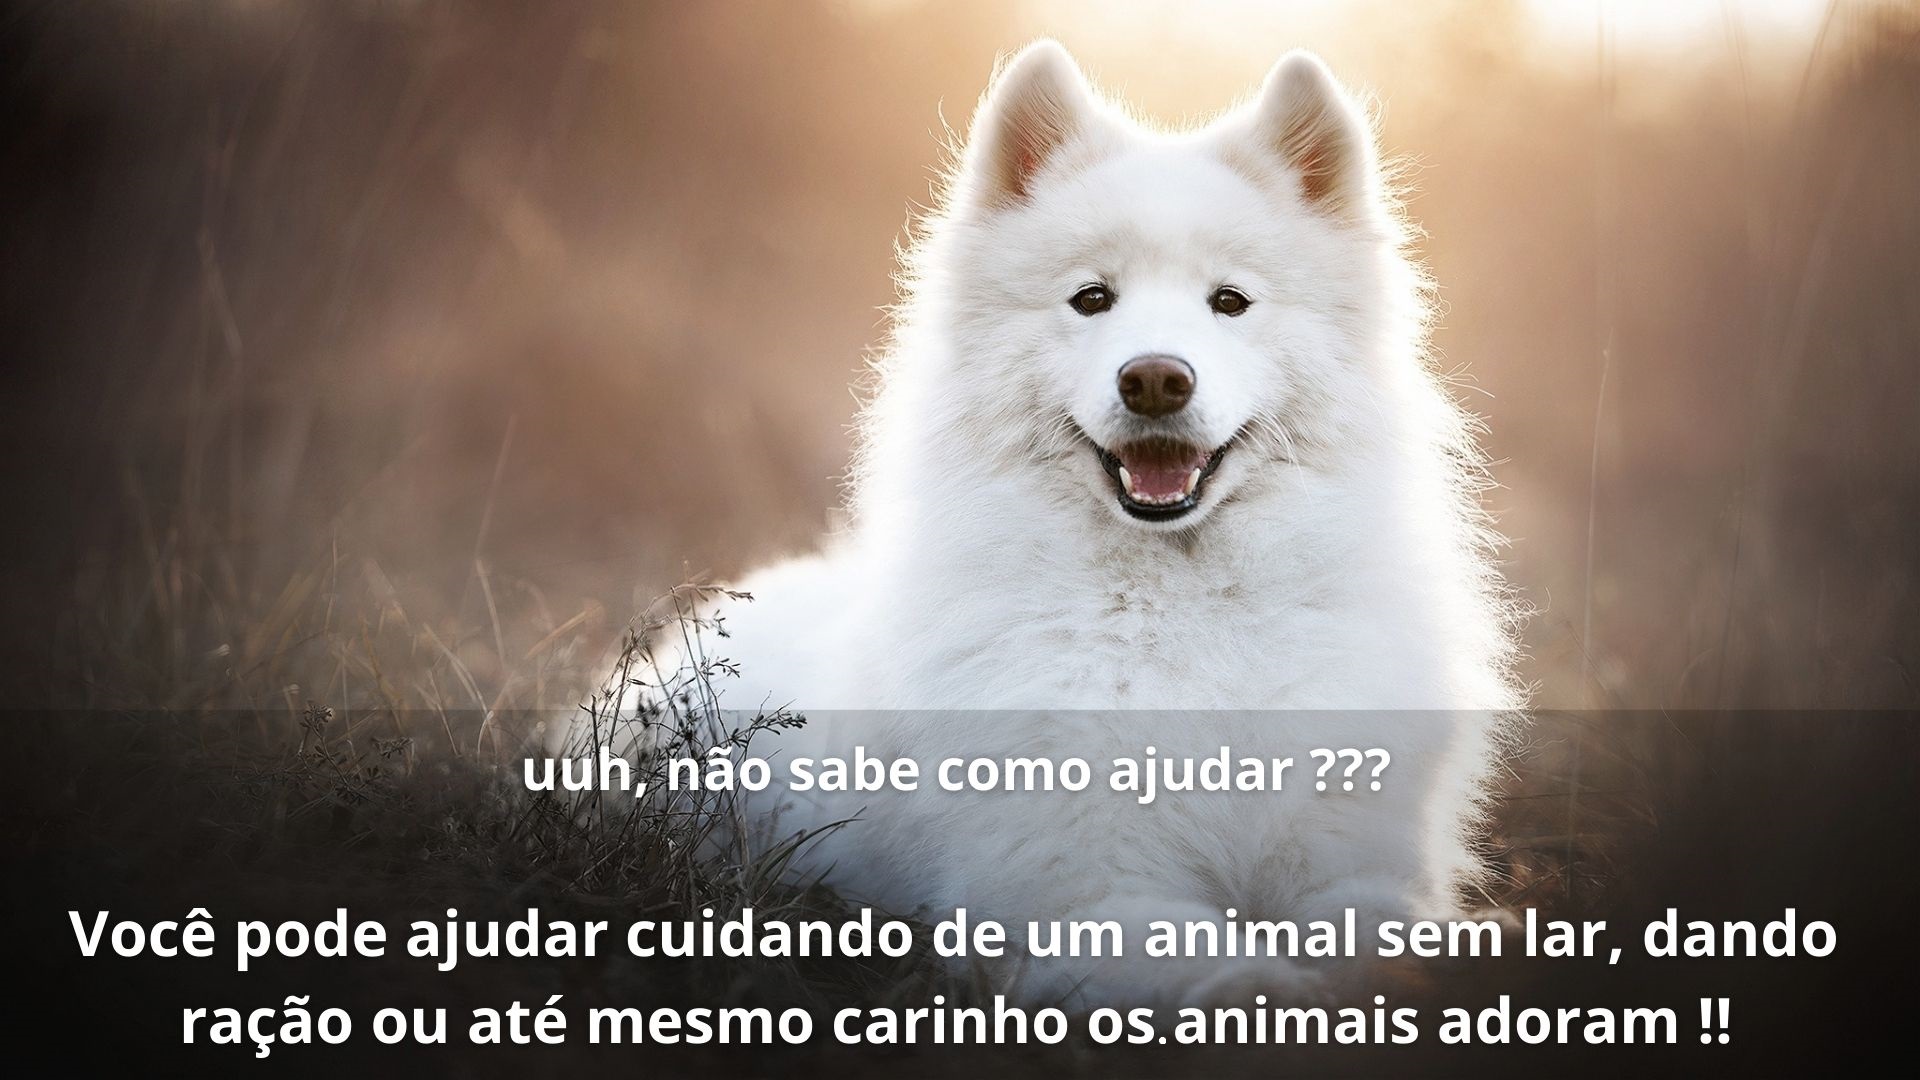 uuh, não sabe como ajudar ???
Você pode ajudar cuidando de um animal sem lar, dando
ração ou até mesmo carinho os.animais adoram !!